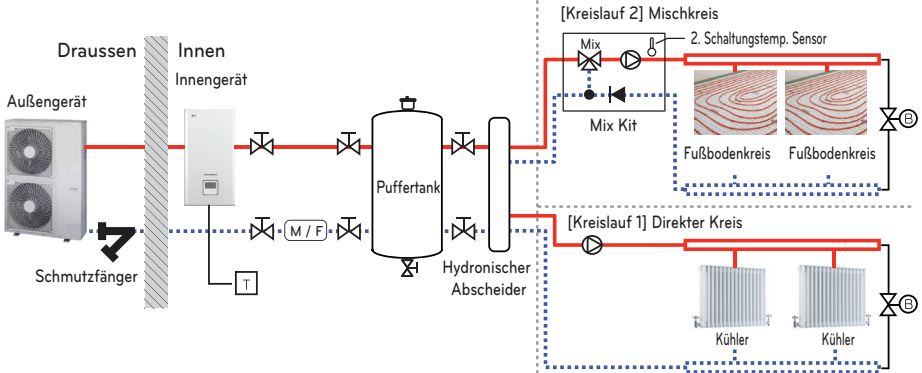 [Kreislauf 2] Mischkreis
Draussen
Innen
Innengerät
Außengerät
Mix
2. Schaltungstemp. Sensor
Mix Kit
Fußbodenkreis
Fußbodenkreis
B
Puffertank
M / F
T
Schmutzfänger
Hydronischer
Abscheider
[Kreislauf 1] Direkter Kreis
Kühler
Kühler
B